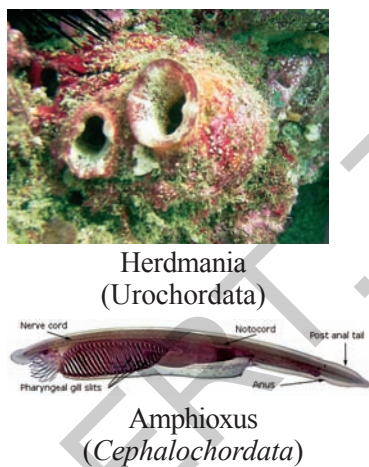 Herdmania
(Urochordata)
Nerve cord
Notocord
Post anal tail
Pharyngeal gill slits
Anus
Amphioxus
(Cephalochordata)